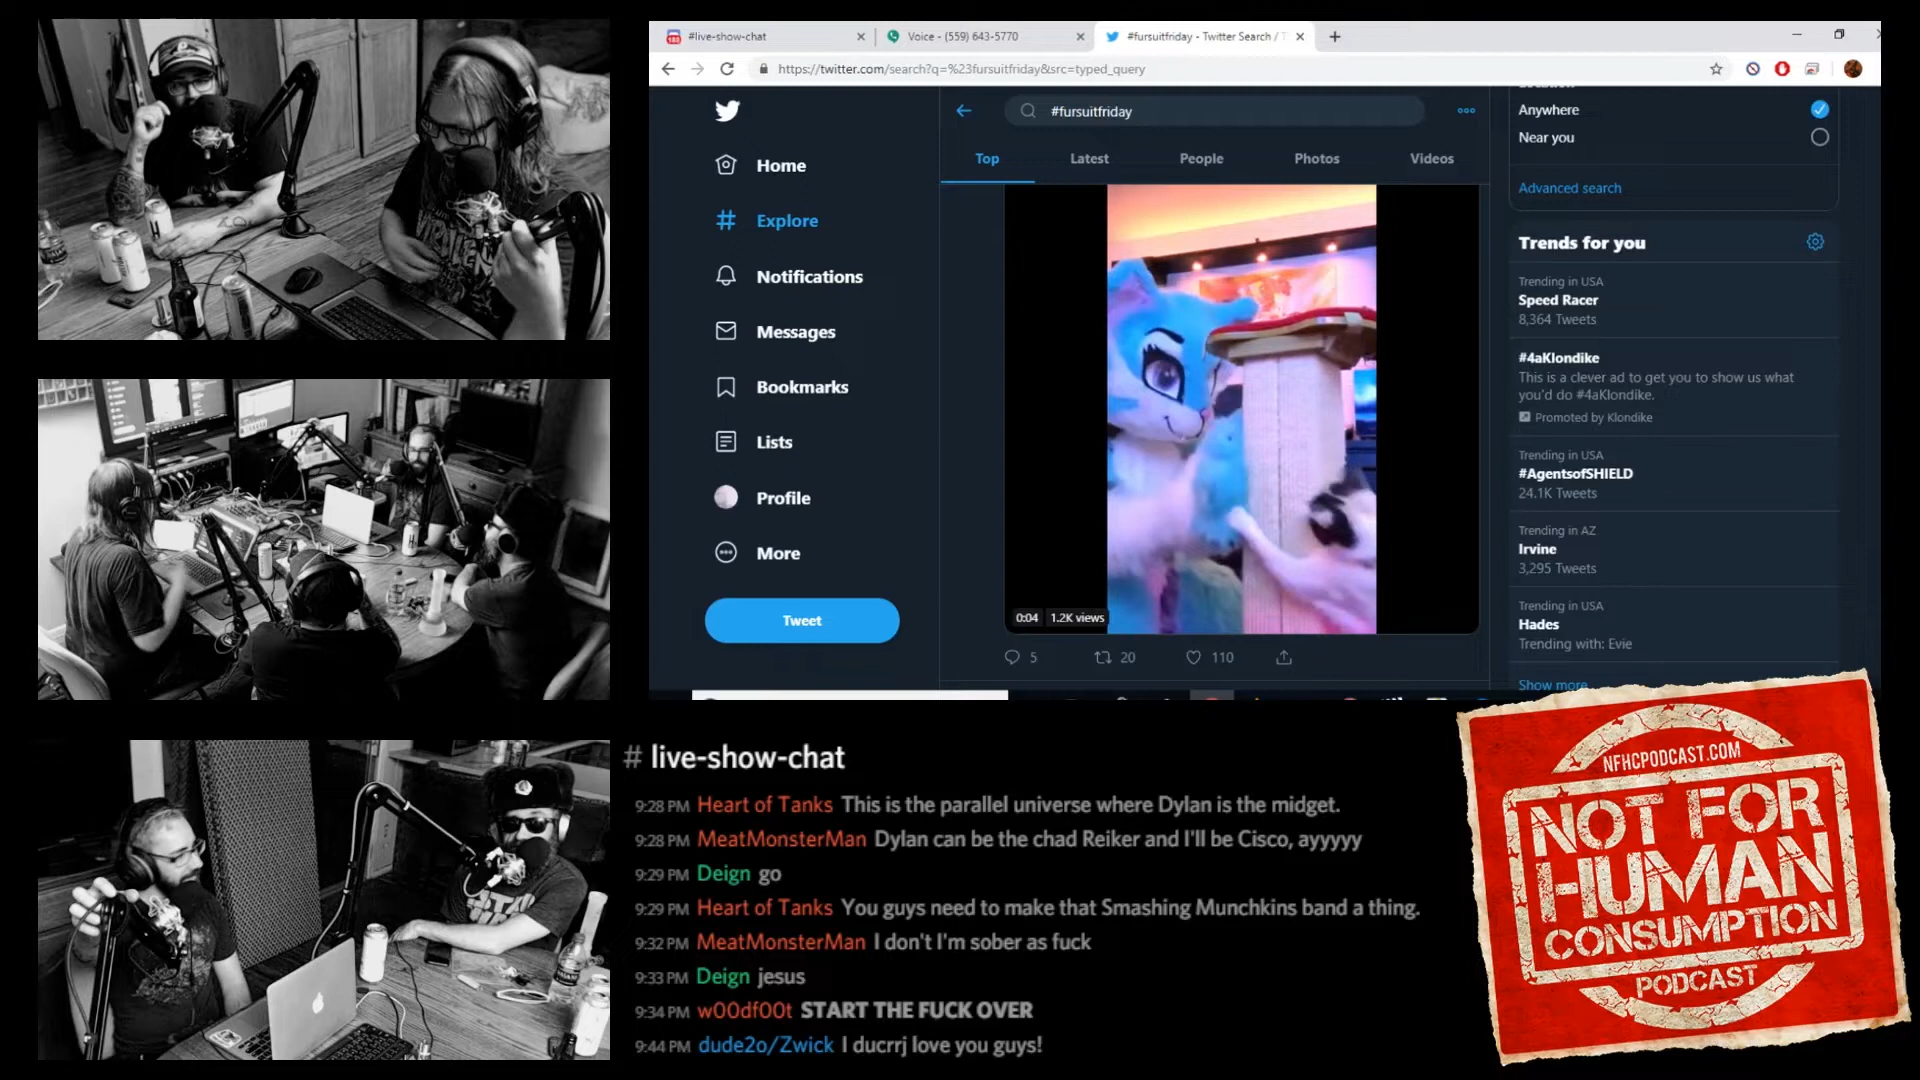 #live-show-chat
Voice - (559) 643-5770
#fursuitfriday - Twitter Search /
https://twitter.com/search?q=%23fursuitfriday&src=typed_query
Home
Explore
Notifications
Messages
Bookmarks
Lists
Profile
More
Tweet
#fursuitfriday
Top
Latest
People
Photos
Videos
0:04
1.2K views
5
20
110
Anywhere
Near you
Advanced search
Trends for you
Trending in USA
Speed Racer
8,364 Tweets
#4aKlondike
This is a clever ad to get you to show us what
you'd do #4aKlondike.
Promoted by Klondike
Trending in USA
#AgentsofSHIELD
24.1K Tweets
Trending in AZ
Irvine
3,295 Tweets
Trending in USA
Hades
Trending with: Evie
Show more
# live-show-chat
9:28 PM Heart of Tanks This is the parallel universe where Dylan is the midget.
9:28 PM MeatMonsterMan Dylan can be the chad Reiker and I'll be Cisco, ayyyyy
9:29 PM Deign go
9:29 PM Heart of Tanks You guys need to make that Smashing Munchkins band a thing.
9:32 PM MeatMonsterMan I don't I'm sober as fuck
9:33 PM Deign jesus
9:34 PM w00df00t START THE FUCK OVER
9:44 PM dude2o/Zwick I ducrrj love you guys!
NFHCPODCAST.COM
NOT FOR
HUMAN
CONSUMPTION
PODCAST